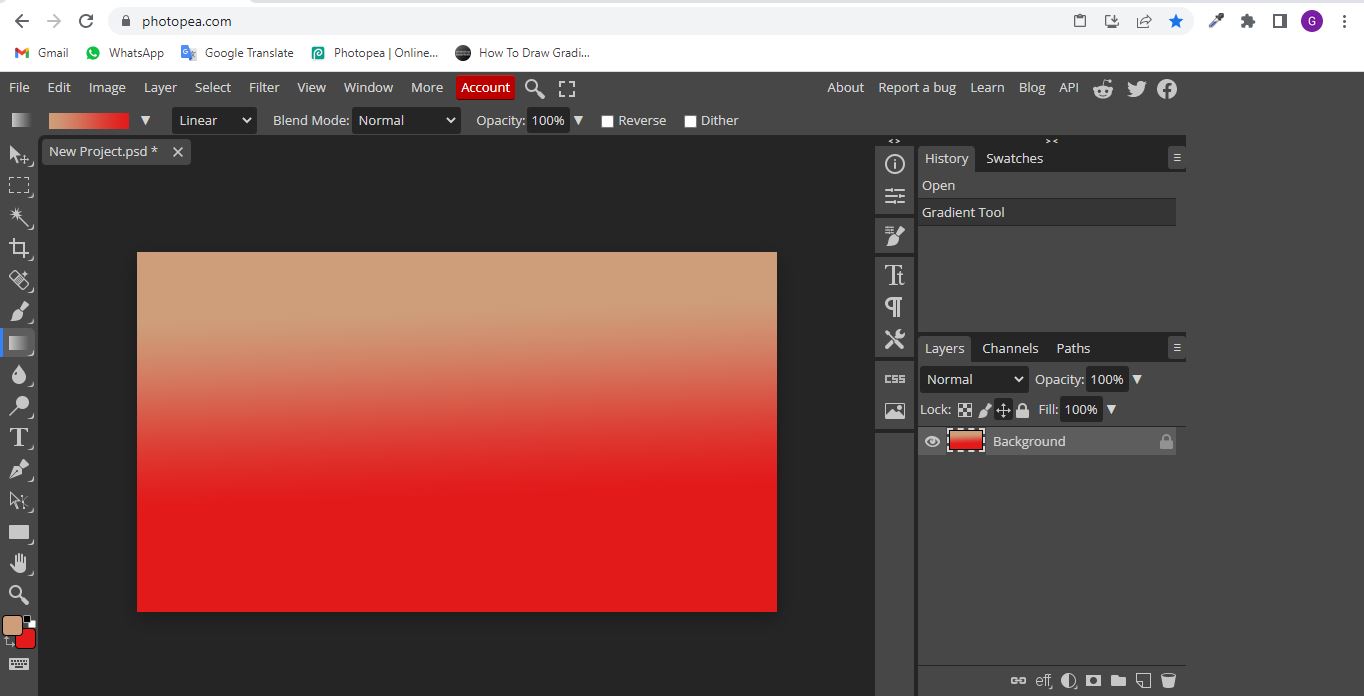 photopea.com
G
Gmail WhatsApp Google Translate Photopea | Online... How To Draw Gradi...
File Edit Image Layer Select Filter View Window More Account About Report a bug Learn Blog API
Linear Blend Mode: Normal Opacity: 100% Reverse Dither
New Project.psd *
History Swatches
Open
Gradient Tool
CSS
Layers Channels Paths
Normal Opacity: 100%
Lock: Fill: 100%
Background
eff